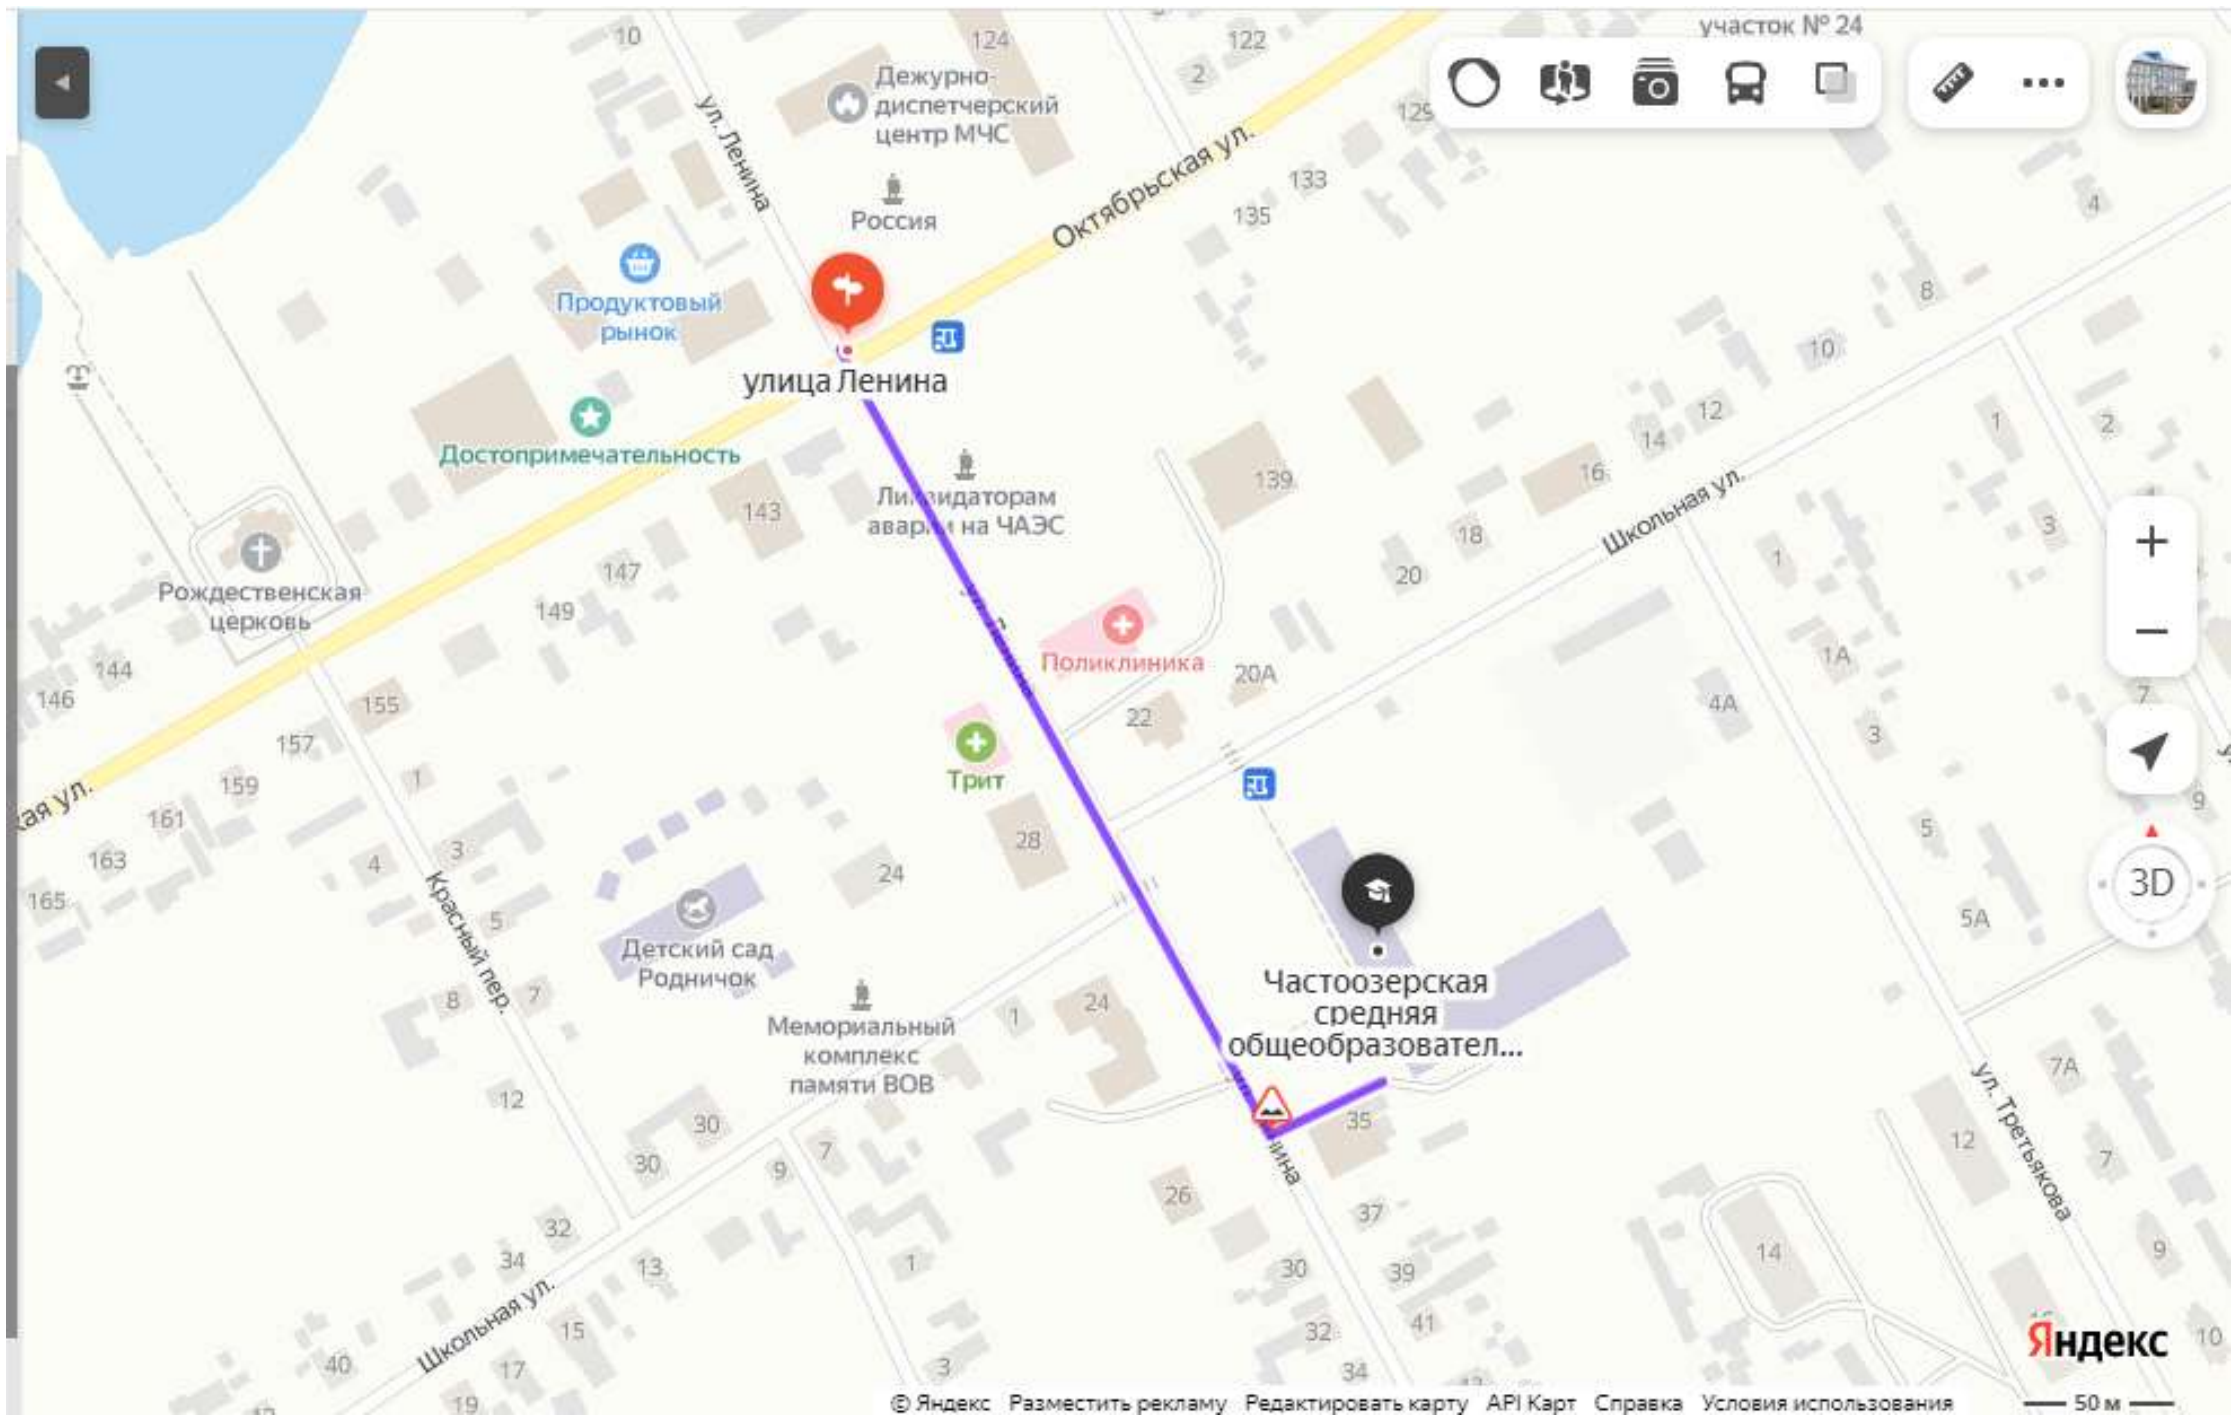 участок № 24
10
124
122
2
Дежурно-
диспетчерский
центр МЧС
129
ул. Ленина
Октябрьская ул.
133
135
4
Россия
8
Продуктовый
рынок
10
улица Ленина
12
14
1
2
Достопримечательность
16
139
143
Ликвидаторам
аварии на ЧАЭС
18
Школьная ул.
3
1
20
147
149
Рождественская
церковь
Поликлиника
20А
1А
144
146
155
22
4А
7
157
3
Трит
159
1
кая ул.
161
28
5
9
163
3
4
24
3D
165
Красный пер.
5
5А
Детский сад
Родничок
8
7
Частоозерская
средняя
общеобразовател...
24
1
Мемориальный
комплекс
памяти ВОВ
12
7А
ул. Третьякова
30
35
12
7
30
9
7
ина
26
37
32
34
13
1
30
39
14
9
Школьная ул.
15
32
41
10
40
17
3
34
19
Яндекс
© Яндекс Разместить рекламу Редактировать карту API Карт Справка Условия использования
50 м